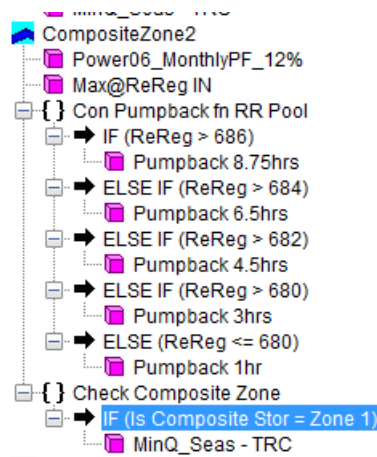 MinQ_Seas - TRC
CompositeZone2
Power06_MonthlyPF_12%
Max@ReReg IN
{ } Con Pumpback fn RR Pool
IF (ReReg > 686)
Pumpback 8.75hrs
ELSE IF (ReReg > 684)
Pumpback 6.5hrs
ELSE IF (ReReg > 682)
Pumpback 4.5hrs
ELSE IF (ReReg > 680)
Pumpback 3hrs
ELSE (ReReg <= 680)
Pumpback 1hr
{ } Check Composite Zone
IF (Is Composite Stor = Zone 1)
MinQ_Seas - TRC